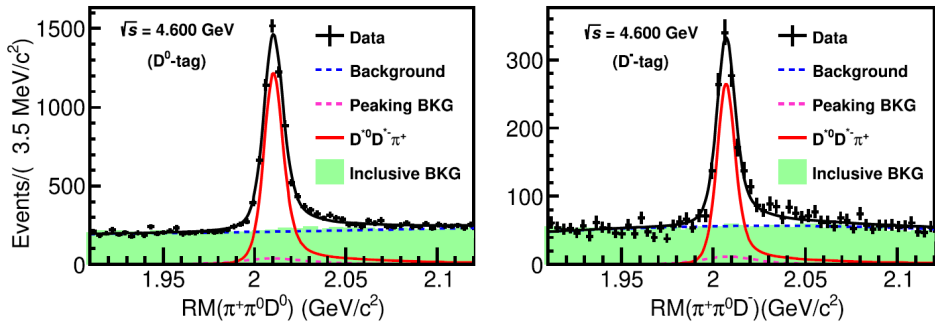 Events/( 3.5 MeV/c²)
1500
1000
500
0
√s = 4.600 GeV
(D⁰-tag)
Data
Background
Peaking BKG
D*⁰D*⁻π⁺
Inclusive BKG
1.95 2 2.05 2.1
RM(π⁺π⁰D⁰) (GeV/c²)
300
200
100
0
√s = 4.600 GeV
(D⁻-tag)
Data
Background
Peaking BKG
D*⁰D*⁻π⁺
Inclusive BKG
1.95 2 2.05 2.1
RM(π⁺π⁰D⁻)(GeV/c²)